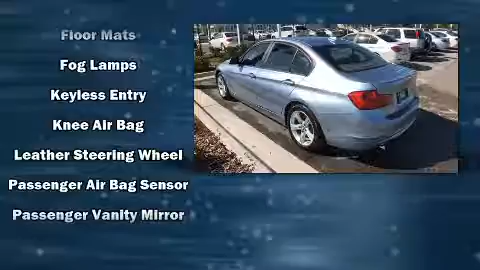 Floor Mats
Fog Lamps
Keyless Entry
Knee Air Bag
Leather Steering Wheel
Passenger Air Bag Sensor
Passenger Vanity Mirror